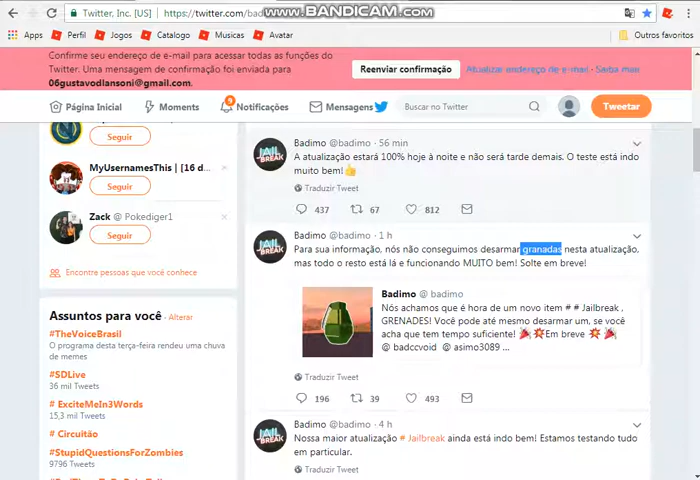 Twitter, Inc. [US]
https://twitter.com/bad
www.BANDICAM.com
Apps
Perfil
Jogos
Catalogo
Musicas
Avatar
Outros favoritos
Confirme seu endereço de e-mail para acessar todas as funções do
Twitter. Uma mensagem de confirmação foi enviada para
06gustavodlansoni@gmail.com.
Reenviar confirmação
Atualizar endereço de e-mail · Saiba mais
Página Inicial
Moments
9
Notificações
Mensagens
Buscar no Twitter
Tweetar
Seguir
MyUsernamesThis | [16 d...
Seguir
Zack @ Pokediger1
Seguir
Encontre pessoas que você conhece
Assuntos para você · Alterar
#TheVoiceBrasil
O programa desta terça-feira rendeu uma chuva
de memes
#SDLive
36 mil Tweets
# ExciteMeIn3Words
15,3 mil Tweets
# Circuitão
#StupidQuestionsForZombies
9796 Tweets
JAIL BREAK
Badimo @badimo · 56 min
A atualização estará 100% hoje à noite e não será tarde demais. O teste está indo
muito bem!👍
Traduzir Tweet
437 67 812
JAIL BREAK
Badimo @badimo · 1 h
Para sua informação, nós não conseguimos desarmar granadas nesta atualização,
mas todo o resto está lá e funcionando MUITO bem! Solte em breve!
Badimo @ badimo
Nós achamos que é hora de um novo item # # Jailbreak ,
GRENADES! Você pode até mesmo desarmar um, se você
acha que tem tempo suficiente! 🎉💥Em breve 💥🎉
@ badccvoid @ asimo3089 ...
Traduzir Tweet
196 39 493
JAIL BREAK
Badimo @badimo · 4 h
Nossa maior atualização # Jailbreak ainda está indo bem! Estamos testando tudo
em particular.
Traduzir Tweet